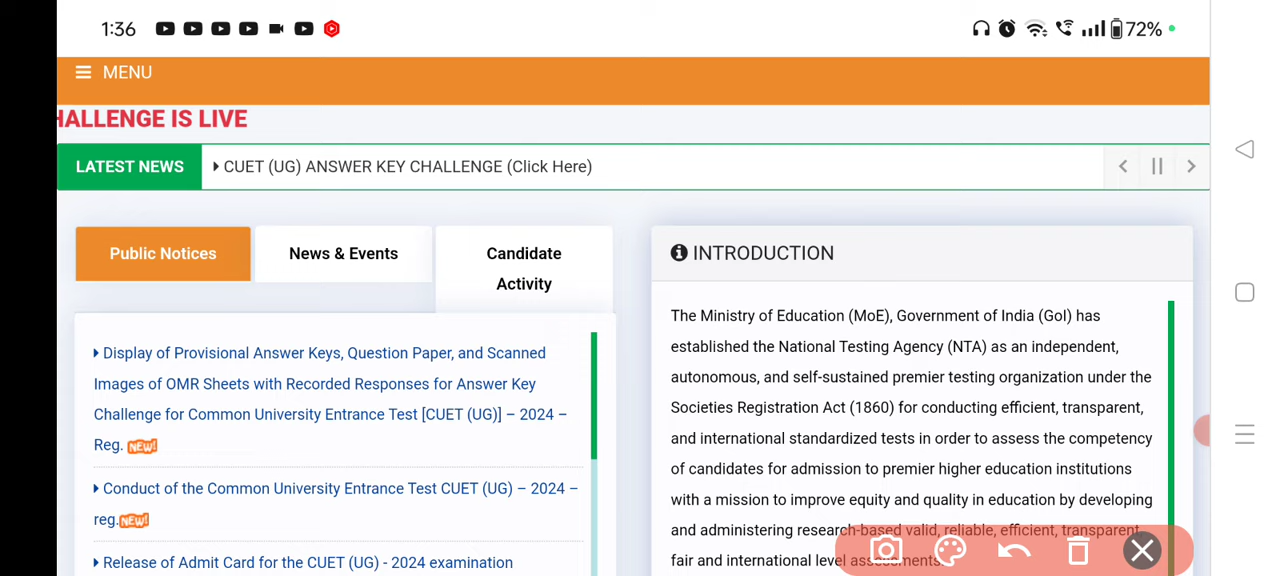 1:36
72%
MENU
HALLENGE IS LIVE
LATEST NEWS
CUET (UG) ANSWER KEY CHALLENGE (Click Here)
Public Notices
News & Events
Candidate
Activity
Display of Provisional Answer Keys, Question Paper, and Scanned
Images of OMR Sheets with Recorded Responses for Answer Key
Challenge for Common University Entrance Test [CUET (UG)] – 2024 –
Reg. NEW!
Conduct of the Common University Entrance Test CUET (UG) – 2024 –
reg. NEW!
Release of Admit Card for the CUET (UG) - 2024 examination
INTRODUCTION
The Ministry of Education (MoE), Government of India (GoI) has
established the National Testing Agency (NTA) as an independent,
autonomous, and self-sustained premier testing organization under the
Societies Registration Act (1860) for conducting efficient, transparent,
and international standardized tests in order to assess the competency
of candidates for admission to premier higher education institutions
with a mission to improve equity and quality in education by developing
and administering research-based valid, reliable, efficient, transparent,
fair and international level assessments.